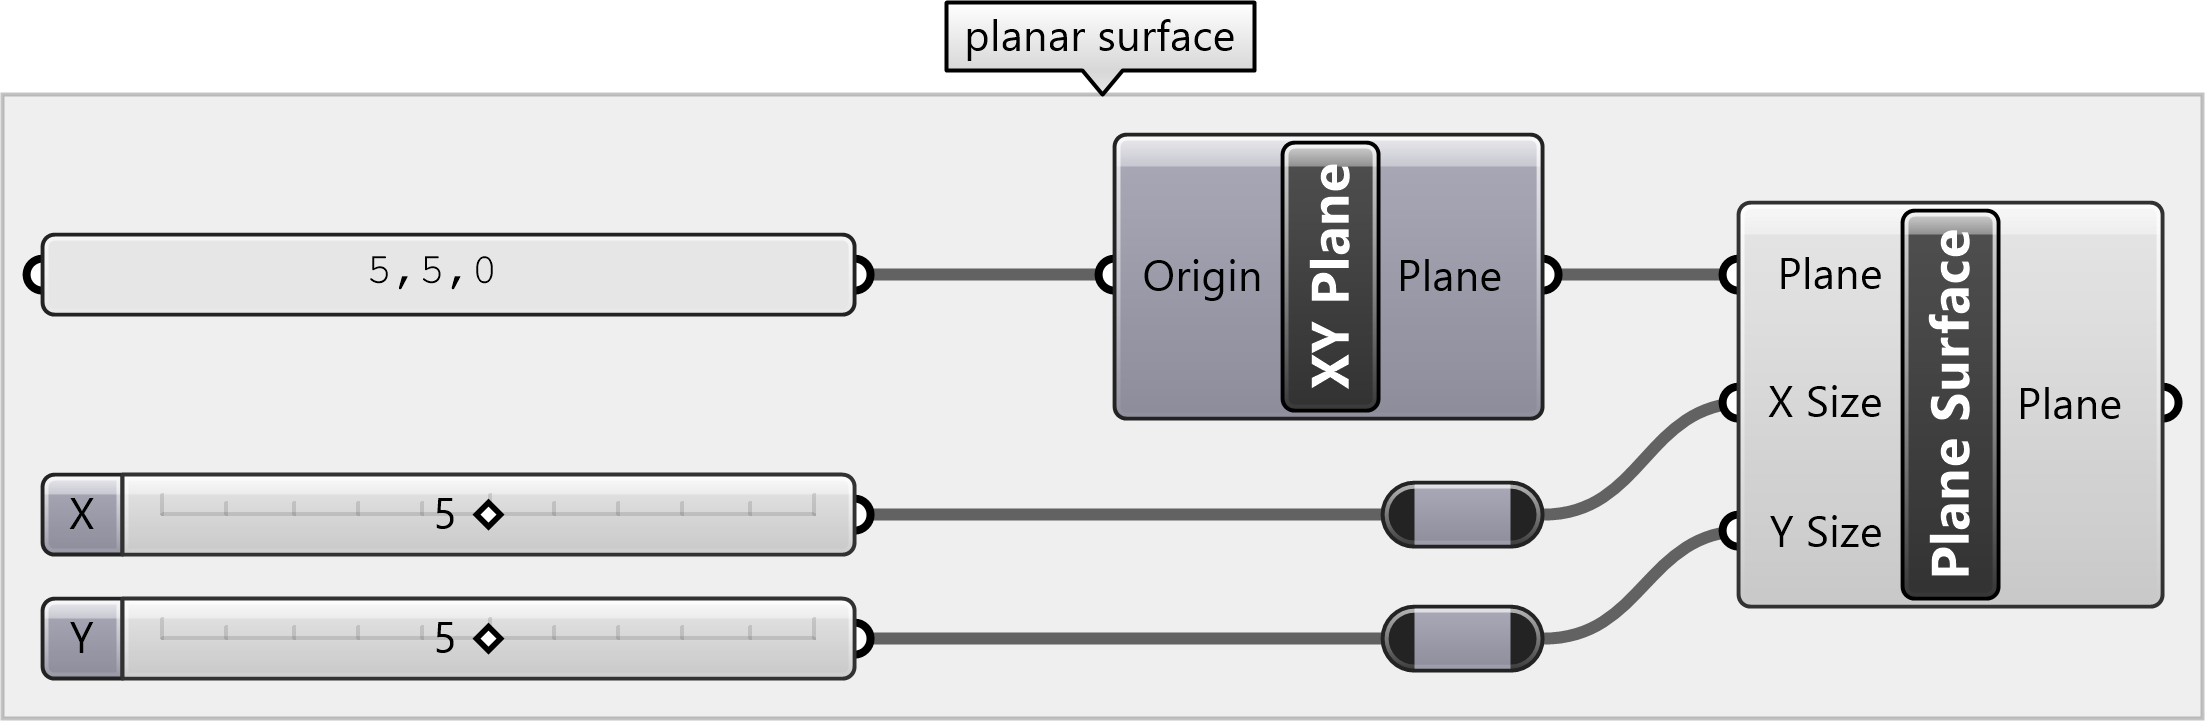 planar surface
5,5,0
Origin
XY Plane
Plane
Plane
X Size
Y Size
Plane Surface
Plane
X
5
Y
5